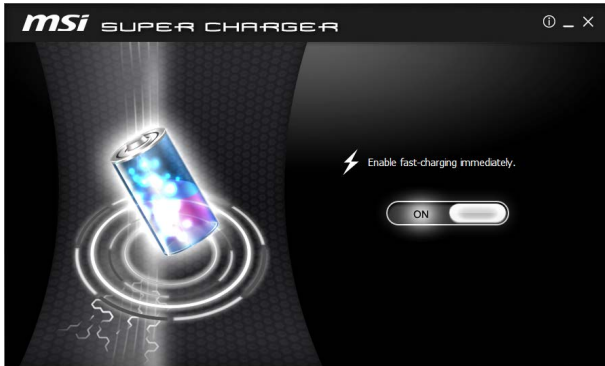 msi SUPER CHARGER
Enable fast-charging immediately.
ON